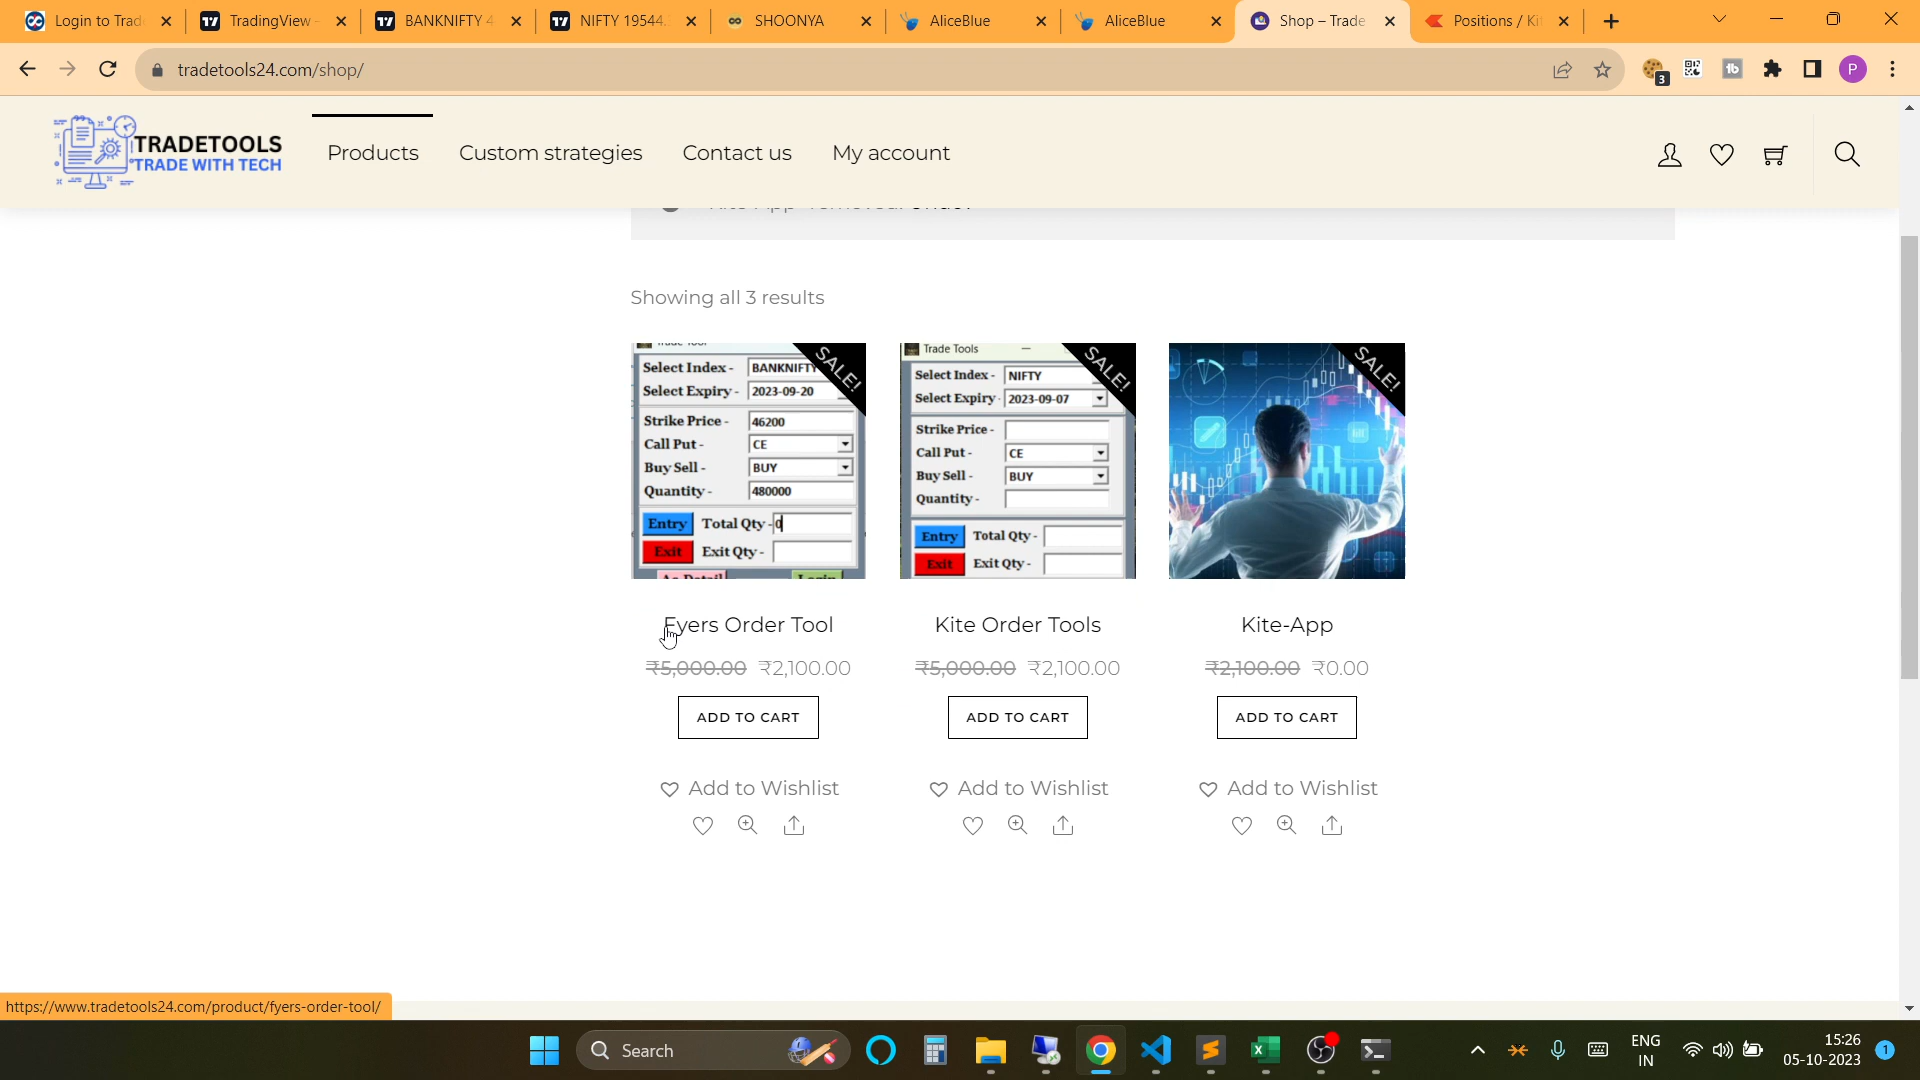 Login to Trad
TradingView -
BANKNIFTY 4
NIFTY 19544.
SHOONYA
AliceBlue
AliceBlue
Shop – Trade
Positions / Kit
tradetools24.com/shop/
3
P
TRADETOOLS
TRADE WITH TECH
Products
Custom strategies
Contact us
My account
Showing all 3 results
SALE!
Select Index - BANKNIFTY
Select Expiry - 2023-09-20
Strike Price - 46200
Call Put - CE
Buy Sell - BUY
Quantity - 480000
Entry Total Qty - 0
Exit Exit Qty -
SALE!
Trade Tools
Select Index - NIFTY
Select Expiry - 2023-09-07
Strike Price -
Call Put - CE
Buy Sell - BUY
Quantity -
Entry Total Qty -
Exit Exit Qty -
SALE!
Fyers Order Tool
₹5,000.00 ₹2,100.00
ADD TO CART
Add to Wishlist
Kite Order Tools
₹5,000.00 ₹2,100.00
ADD TO CART
Add to Wishlist
Kite-App
₹2,100.00 ₹0.00
ADD TO CART
Add to Wishlist
https://www.tradetools24.com/product/fyers-order-tool/
Search
ENG
IN
15:26
05-10-2023
1